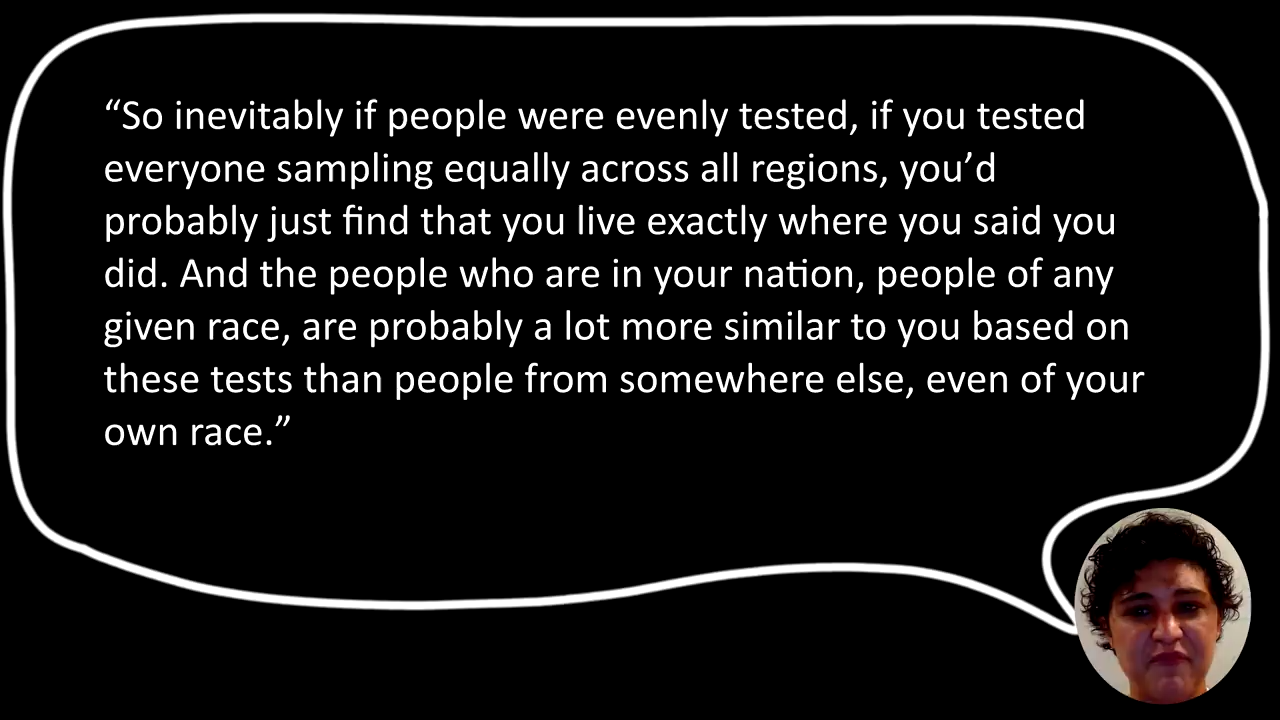 “So inevitably if people were evenly tested, if you tested
everyone sampling equally across all regions, you’d
probably just find that you live exactly where you said you
did. And the people who are in your nation, people of any
given race, are probably a lot more similar to you based on
these tests than people from somewhere else, even of your
own race.”